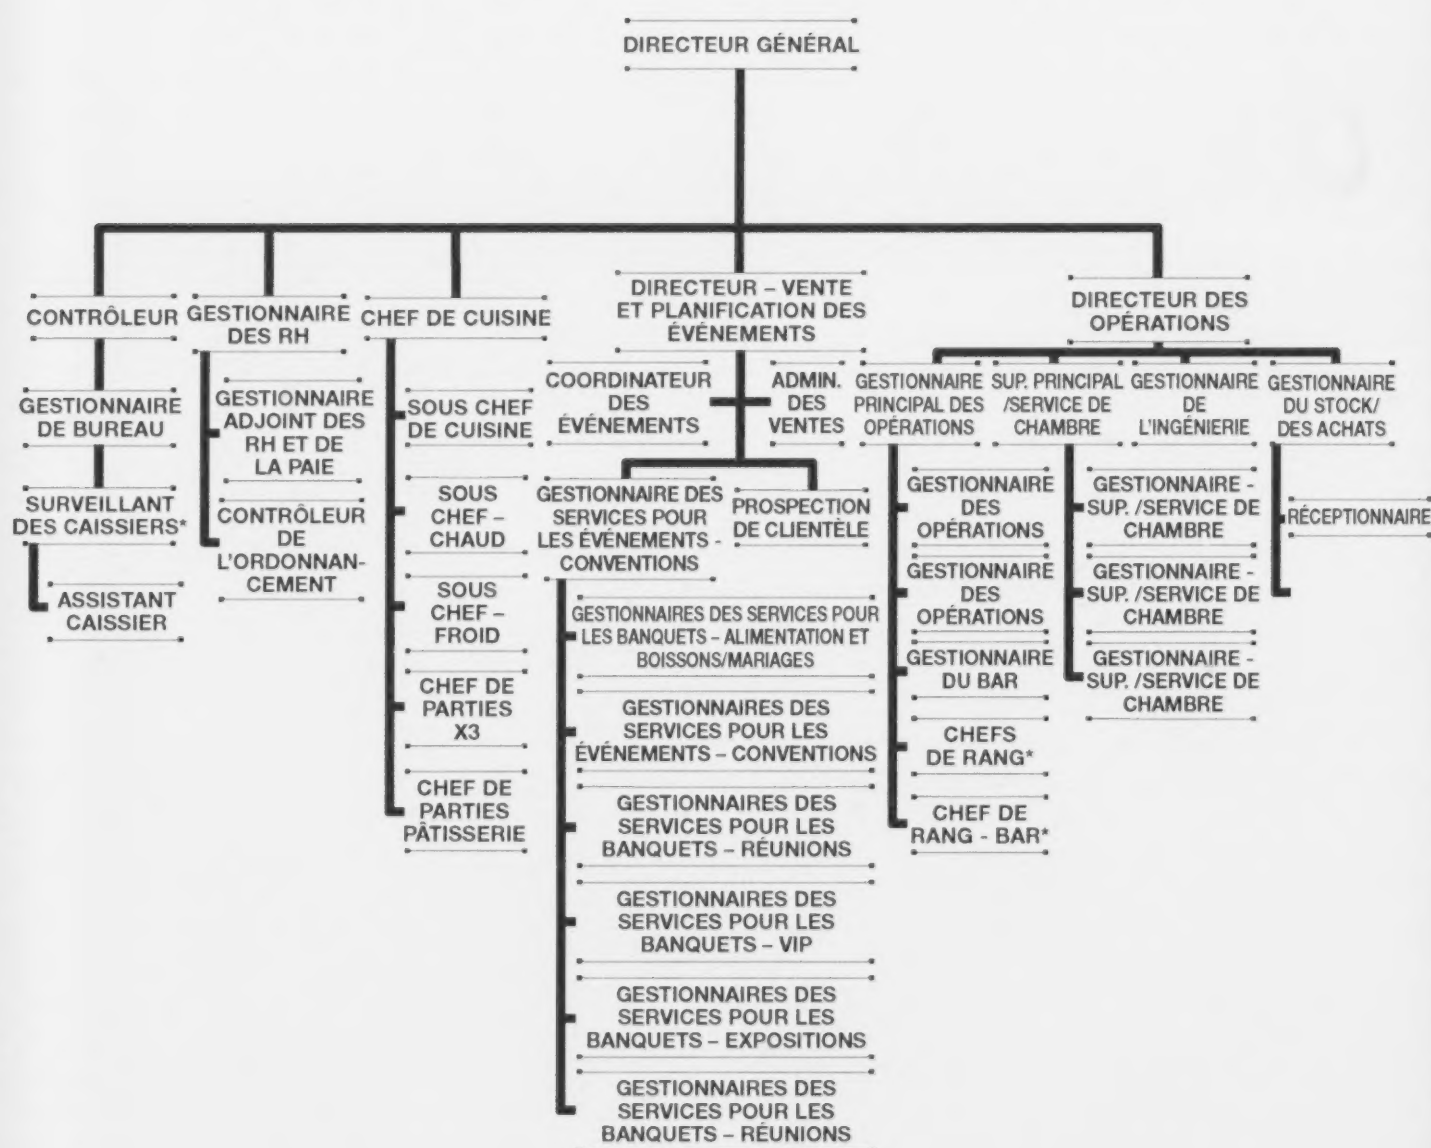 DIRECTEUR GÉNÉRAL
CONTRÔLEUR
GESTIONNAIRE
DE BUREAU
SURVEILLANT
DES CAISSIERS*
ASSISTANT
CAISSIER
GESTIONNAIRE
DES RH
GESTIONNAIRE
ADJOINT DES
RH ET DE
LA PAIE
CONTRÔLEUR
DE
L'ORDONNAN-
CEMENT
CHEF DE CUISINE
SOUS CHEF
DE CUISINE
SOUS
CHEF –
CHAUD
SOUS
CHEF –
FROID
CHEF DE
PARTIES
X3
CHEF DE
PARTIES
PÂTISSERIE
DIRECTEUR – VENTE
ET PLANIFICATION DES
ÉVÉNEMENTS
COORDINATEUR
DES
ÉVÉNEMENTS
ADMIN.
DES
VENTES
GESTIONNAIRE DES
SERVICES POUR
LES ÉVÉNEMENTS -
CONVENTIONS
PROSPECTION
DE CLIENTÈLE
GESTIONNAIRES DES SERVICES POUR
LES BANQUETS – ALIMENTATION ET
BOISSONS/MARIAGES
GESTIONNAIRES DES
SERVICES POUR LES
ÉVÉNEMENTS – CONVENTIONS
GESTIONNAIRES DES
SERVICES POUR LES
BANQUETS – RÉUNIONS
GESTIONNAIRES DES
SERVICES POUR LES
BANQUETS – VIP
GESTIONNAIRES DES
SERVICES POUR LES
BANQUETS – EXPOSITIONS
GESTIONNAIRES DES
SERVICES POUR LES
BANQUETS – RÉUNIONS
DIRECTEUR DES
OPÉRATIONS
GESTIONNAIRE
PRINCIPAL DES
OPÉRATIONS
GESTIONNAIRE
DES
OPÉRATIONS
GESTIONNAIRE
DES
OPÉRATIONS
GESTIONNAIRE
DU BAR
CHEFS
DE RANG*
CHEF DE
RANG - BAR*
SUP. PRINCIPAL
/SERVICE DE
CHAMBRE
GESTIONNAIRE -
SUP. /SERVICE DE
CHAMBRE
GESTIONNAIRE -
SUP. /SERVICE DE
CHAMBRE
GESTIONNAIRE -
SUP. /SERVICE DE
CHAMBRE
GESTIONNAIRE
DE
L'INGÉNIERIE
GESTIONNAIRE
DU STOCK/
DES ACHATS
RÉCEPTIONNAIRE